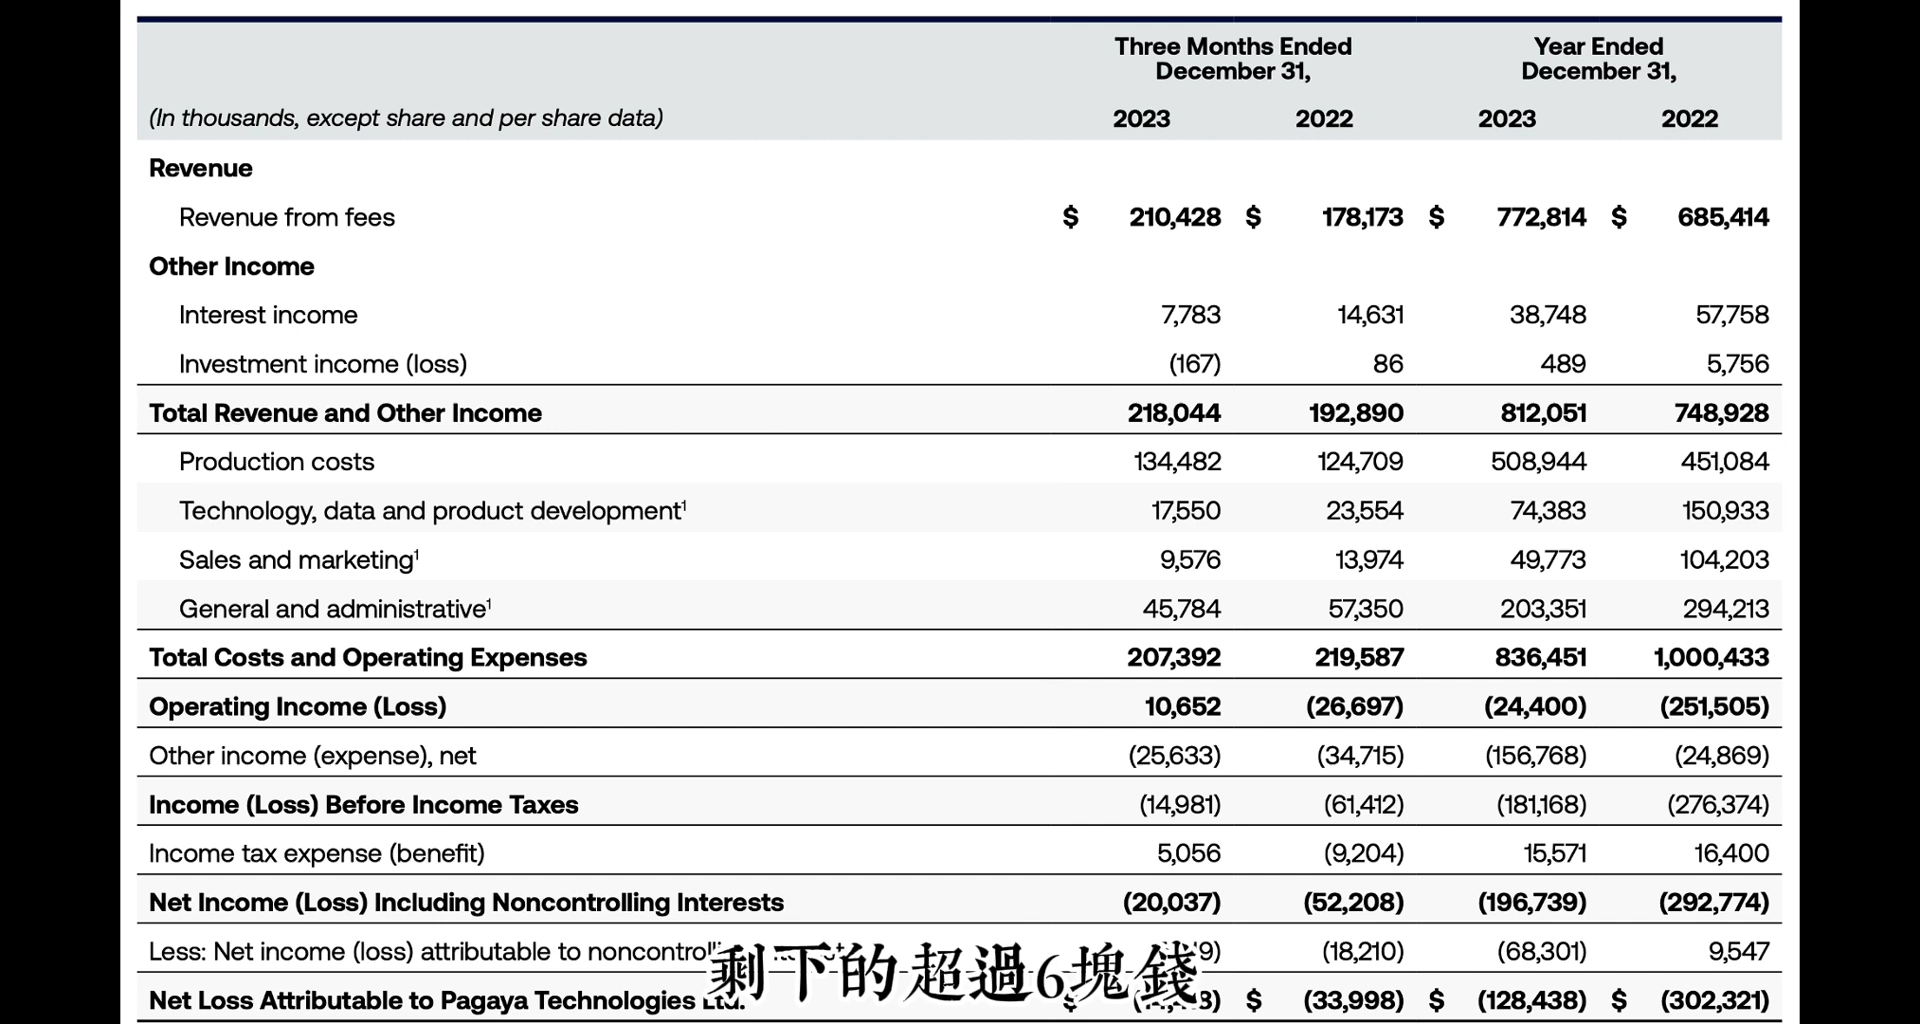 Three Months Ended December 31, Year Ended December 31,
(In thousands, except share and per share data) 2023 2022 2023 2022
Revenue
Revenue from fees $ 210,428 $ 178,173 $ 772,814 $ 685,414
Other Income
Interest income 7,783 14,631 38,748 57,758
Investment income (loss) (167) 86 489 5,756
Total Revenue and Other Income 218,044 192,890 812,051 748,928
Production costs 134,482 124,709 508,944 451,084
Technology, data and product development¹ 17,550 23,554 74,383 150,933
Sales and marketing¹ 9,576 13,974 49,773 104,203
General and administrative¹ 45,784 57,350 203,351 294,213
Total Costs and Operating Expenses 207,392 219,587 836,451 1,000,433
Operating Income (Loss) 10,652 (26,697) (24,400) (251,505)
Other income (expense), net (25,633) (34,715) (156,768) (24,869)
Income (Loss) Before Income Taxes (14,981) (61,412) (181,168) (276,374)
Income tax expense (benefit) 5,056 (9,204) 15,571 16,400
Net Income (Loss) Including Noncontrolling Interests (20,037) (52,208) (196,739) (292,774)
Less: Net income (loss) attributable to (18,210) (68,301) 9,547
剩下的超過6塊錢
Net Loss Attributable to Pagaya Technologies Ltd. $ $ (33,998) $ (128,438) $ (302,321)